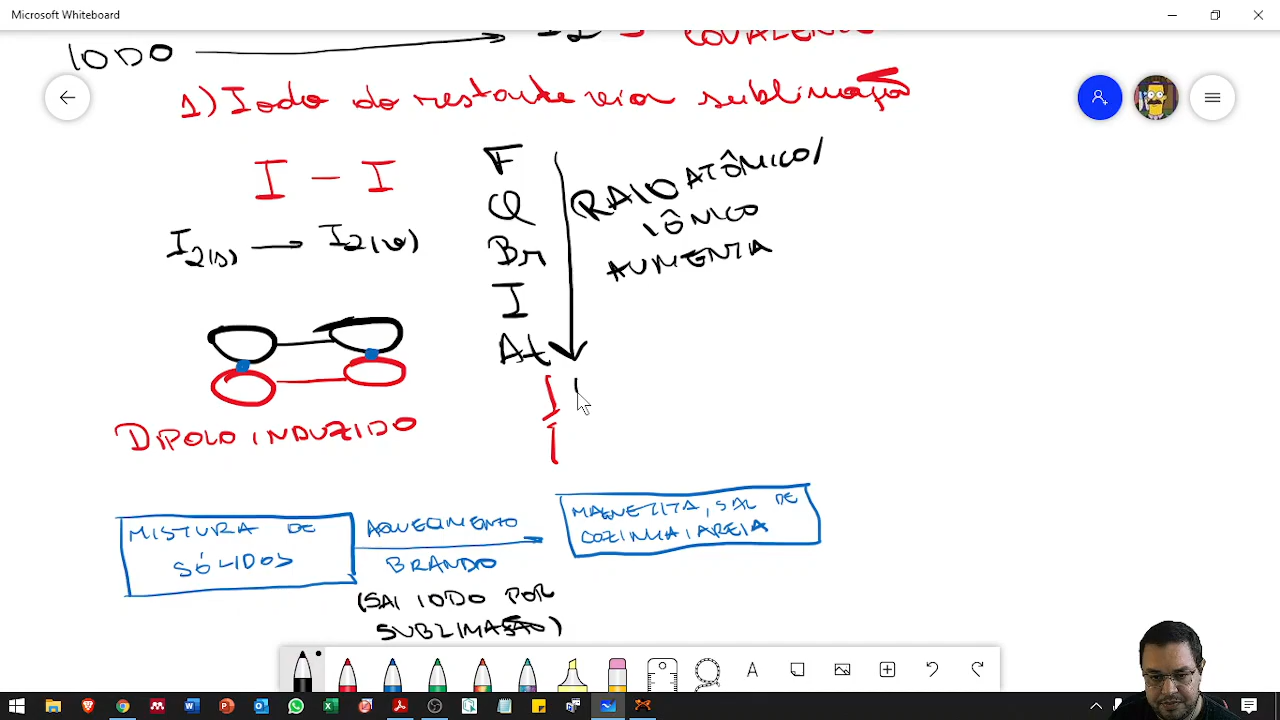 Microsoft Whiteboard
IODO
COVALENTE
1) Iodo do restante via sublimação
I - I
I2(s) → I2(v)
F
Cl
Br
I
At
RAIO ATÔMICO/
IÔNICO
AUMENTA
I
I
DIPOLO INDUZIDO
MISTURA DE
SÓLIDOS
AQUECIMENTO
BRANDO
(SAI IODO POR
SUBLIMAÇÃO)
MAGNETITA, SAL DE
COZINHA, AREIA